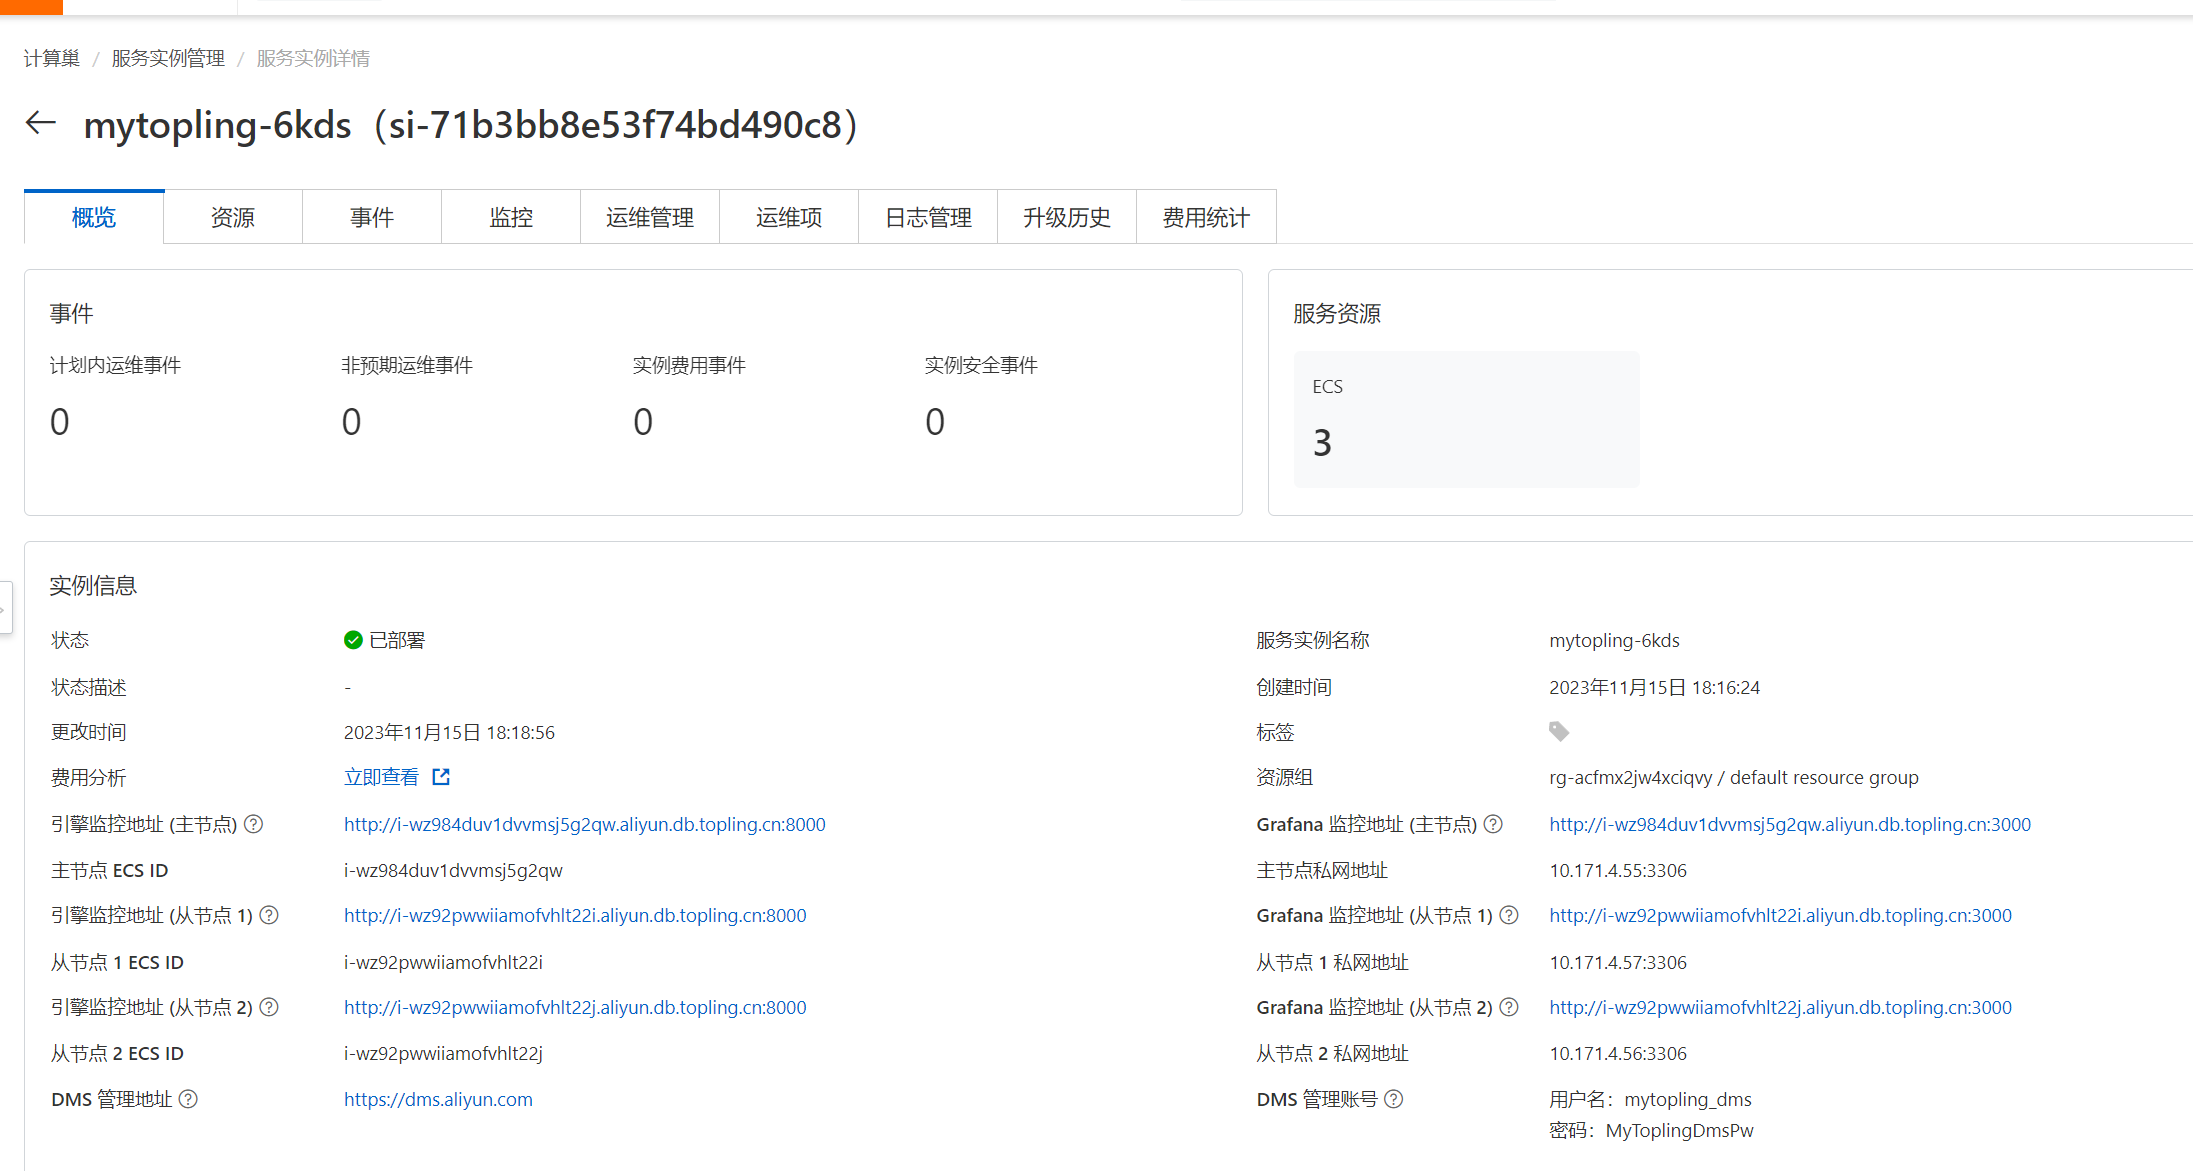 计算巢 / 服务实例管理 / 服务实例详情
mytopling-6kds（si-71b3bb8e53f74bd490c8）
概览 资源 事件 监控 运维管理 运维项 日志管理 升级历史 费用统计
事件
计划内运维事件 非预期运维事件 实例费用事件 实例安全事件
0 0 0 0
服务资源
ECS
3
实例信息
状态 已部署 服务实例名称 mytopling-6kds
状态描述 - 创建时间 2023年11月15日 18:16:24
更改时间 2023年11月15日 18:18:56 标签
费用分析 立即查看 资源组 rg-acfmx2jw4xciqvy / default resource group
引擎监控地址 (主节点) http://i-wz984duv1dvvmsj5g2qw.aliyun.db.topling.cn:8000 Grafana 监控地址 (主节点) http://i-wz984duv1dvvmsj5g2qw.aliyun.db.topling.cn:3000
主节点 ECS ID i-wz984duv1dvvmsj5g2qw 主节点私网地址 10.171.4.55:3306
引擎监控地址 (从节点 1) http://i-wz92pwwiiamofvhlt22i.aliyun.db.topling.cn:8000 Grafana 监控地址 (从节点 1) http://i-wz92pwwiiamofvhlt22i.aliyun.db.topling.cn:3000
从节点 1 ECS ID i-wz92pwwiiamofvhlt22i 从节点 1 私网地址 10.171.4.57:3306
引擎监控地址 (从节点 2) http://i-wz92pwwiiamofvhlt22j.aliyun.db.topling.cn:8000 Grafana 监控地址 (从节点 2) http://i-wz92pwwiiamofvhlt22j.aliyun.db.topling.cn:3000
从节点 2 ECS ID i-wz92pwwiiamofvhlt22j 从节点 2 私网地址 10.171.4.56:3306
DMS 管理地址 https://dms.aliyun.com DMS 管理账号 用户名：mytopling_dms
密码：MyToplingDmsPw